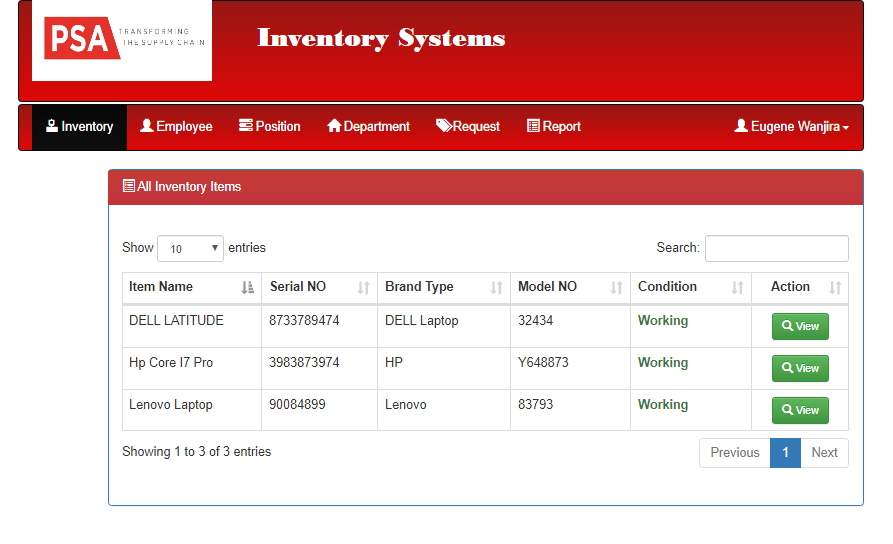 PSA TRANSFORMING
THE SUPPLY CHAIN
Inventory Systems
Inventory Employee Position Department Request Report Eugene Wanjira
All Inventory Items
Show 10 entries Search:
Item Name Serial NO Brand Type Model NO Condition Action
DELL LATITUDE 8733789474 DELL Laptop 32434 Working View
Hp Core I7 Pro 3983873974 HP Y648873 Working View
Lenovo Laptop 90084899 Lenovo 83793 Working View
Showing 1 to 3 of 3 entries Previous 1 Next